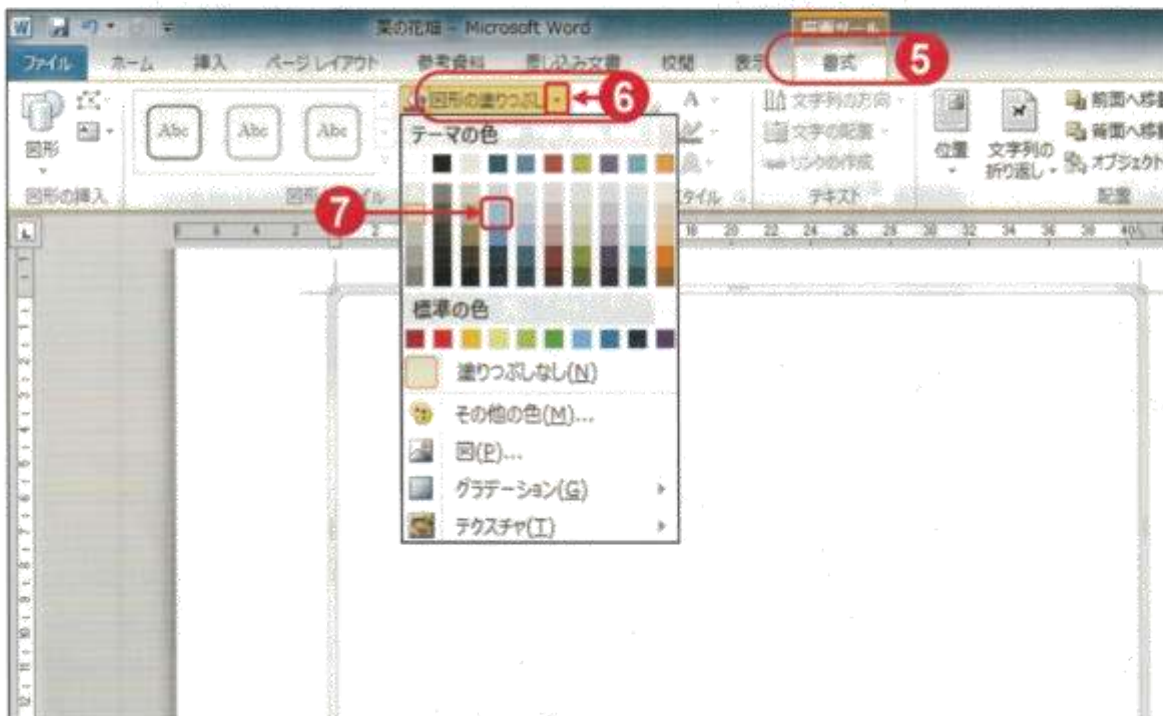 菜の花畑 - Microsoft Word
描画ツール
ファイル ホーム 挿入 ページレイアウト 参考資料 差し込み文書 校閲 表示 書式 5
図形の塗りつぶし 6
図形
Abc Abc Abc
A
文字列の方向
文字の配置
リンクの作成
位置
文字列の
折り返し
前面へ移動
背面へ移動
オブジェクト
図形の挿入
テキスト
配置
テーマの色
7
標準の色
塗りつぶしなし(N)
その他の色(M)...
図(P)...
グラデーション(G)
テクスチャ(T)